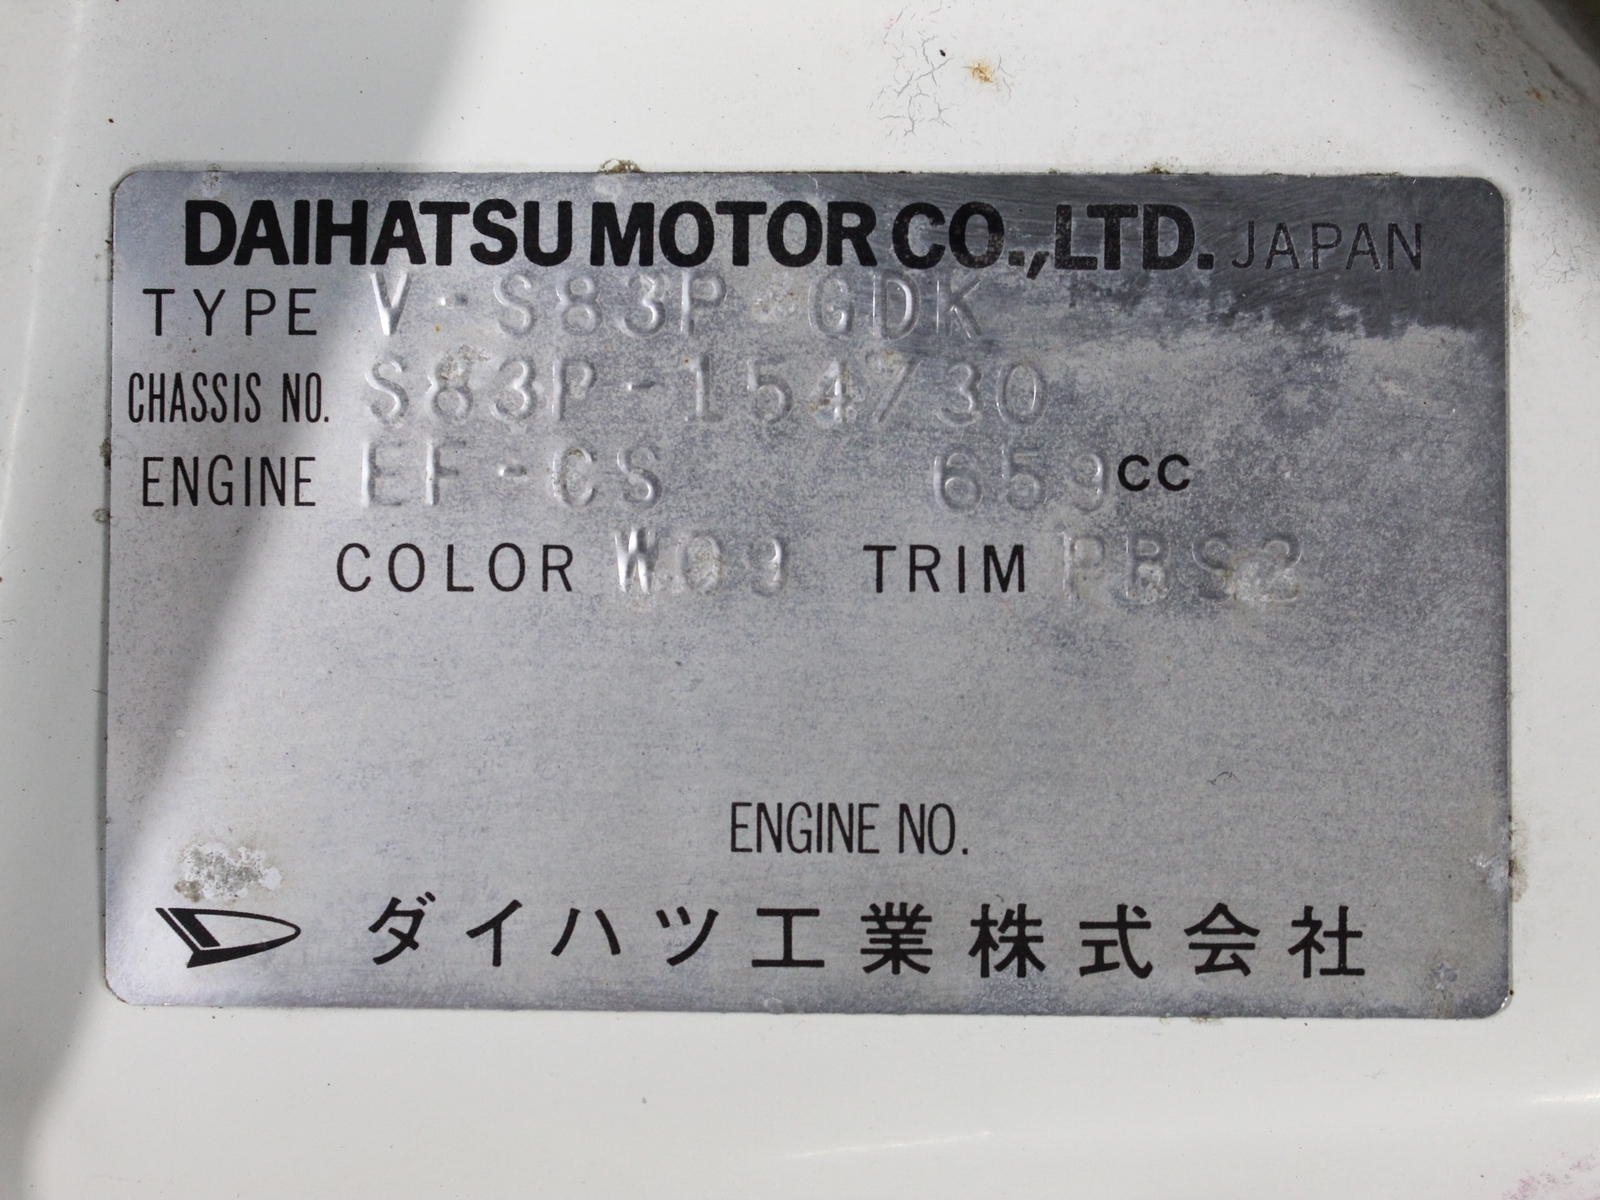 DAIHATSU MOTOR CO.,LTD. JAPAN
TYPE V-S83P-GDK
CHASSIS NO. S83P-154730
ENGINE EF-CS 659CC
COLOR W09 TRIM PBS2
ENGINE NO.
ダイハツ工業株式会社